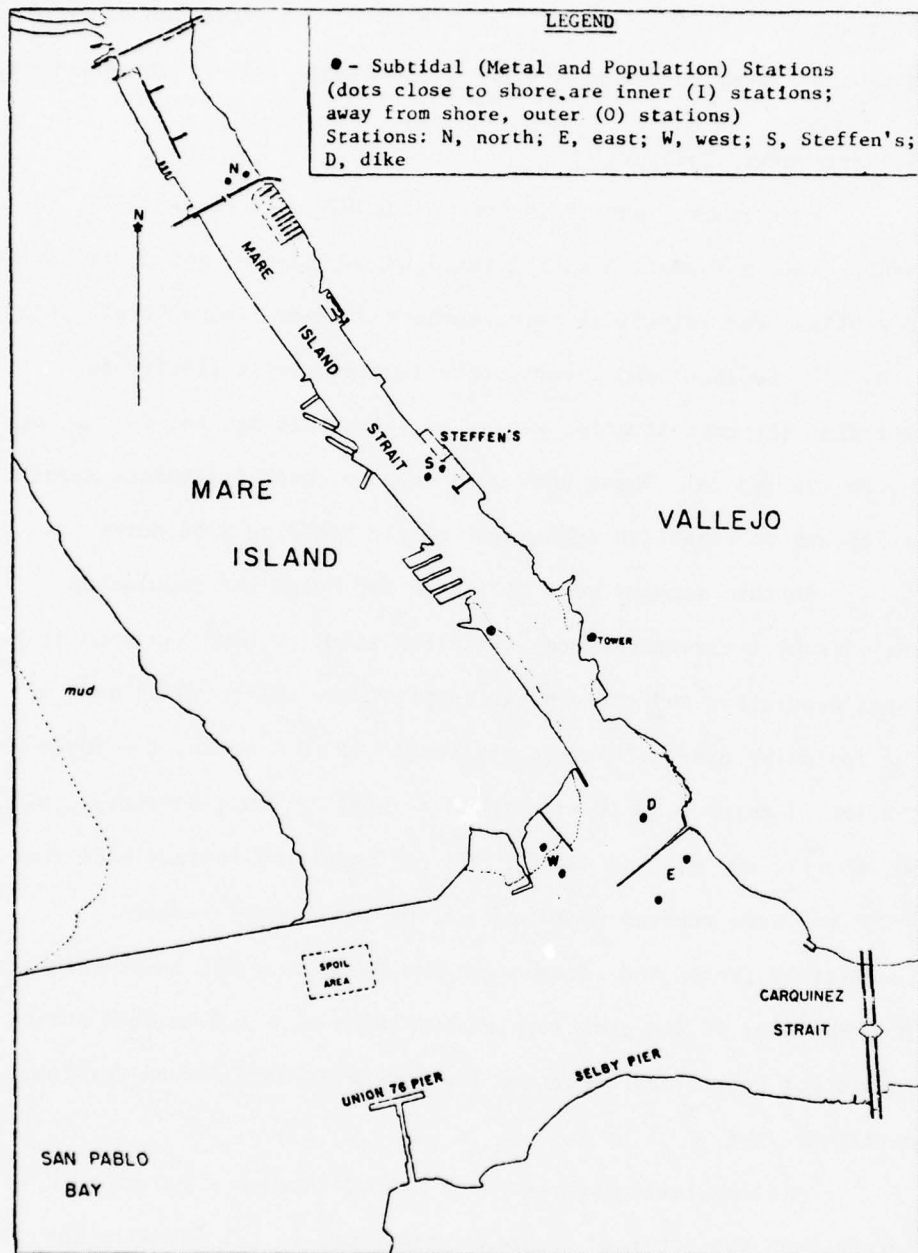 LEGEND
●- Subtidal (Metal and Population) Stations
(dots close to shore are inner (I) stations;
away from shore, outer (O) stations)
Stations: N, north; E, east; W, west; S, Steffen's;
D, dike
N
N
MARE
ISLAND
STRAIT
STEFFEN'S
S
MARE
ISLAND
VALLEJO
TOWER
mud
D
W
E
SPOIL
AREA
CARQUINEZ
STRAIT
SELBY PIER
UNION 76 PIER
SAN PABLO
BAY